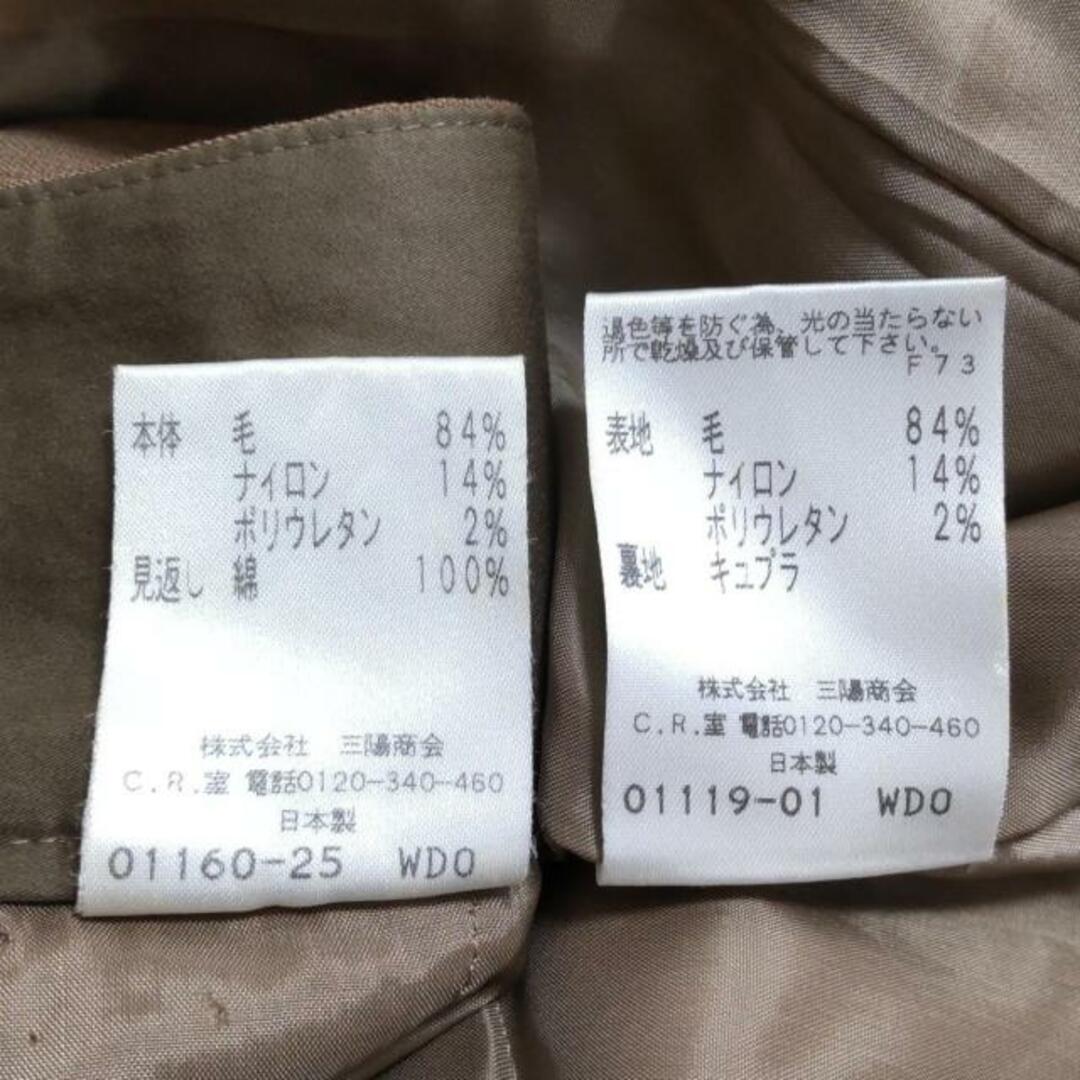 本体 毛 84%
ナイロン 14%
ポリウレタン 2%
見返し 綿 100%
株式会社 三陽商会
C.R.室 電話0120-340-460
日本製
01160-25 WDO
退色等を防ぐ為、光の当たらない
所で乾燥及び保管して下さい。
F73
表地 毛 84%
ナイロン 14%
ポリウレタン 2%
裏地 キュプラ
株式会社 三陽商会
C.R.室 電話0120-340-460
日本製
01119-01 WDO